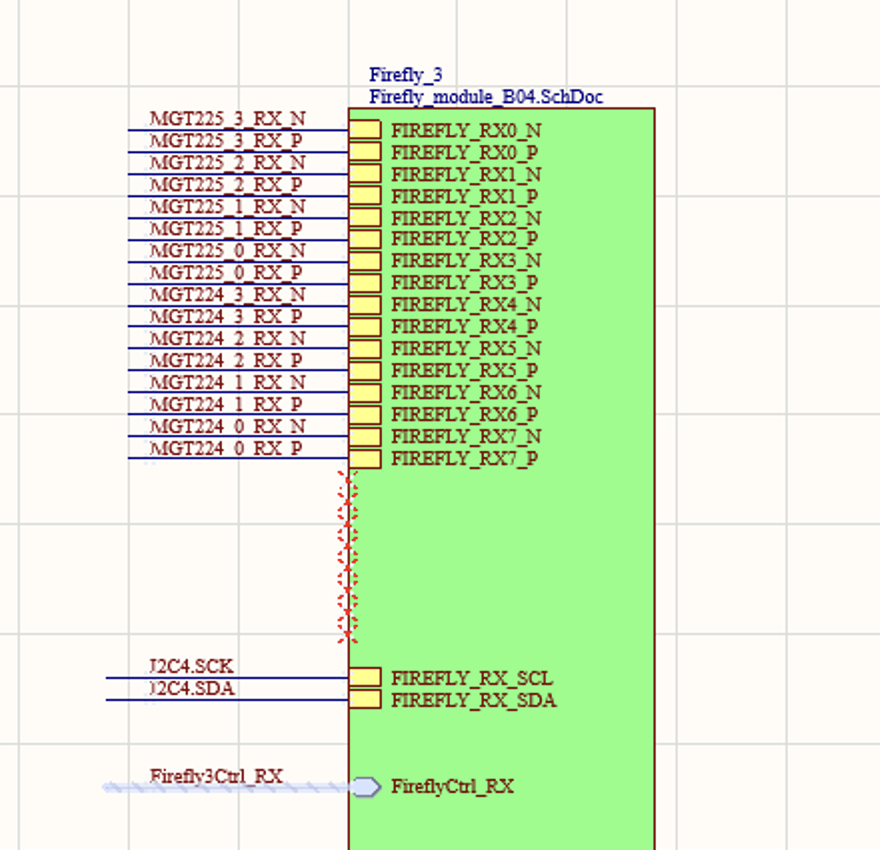 Firefly_3
Firefly_module_B04.SchDoc
MGT225_3_RX_N FIREFLY_RX0_N
MGT225_3_RX_P FIREFLY_RX0_P
MGT225_2_RX_N FIREFLY_RX1_N
MGT225_2_RX_P FIREFLY_RX1_P
MGT225_1_RX_N FIREFLY_RX2_N
MGT225_1_RX_P FIREFLY_RX2_P
MGT225_0_RX_N FIREFLY_RX3_N
MGT225_0_RX_P FIREFLY_RX3_P
MGT224_3_RX_N FIREFLY_RX4_N
MGT224_3_RX_P FIREFLY_RX4_P
MGT224_2_RX_N FIREFLY_RX5_N
MGT224_2_RX_P FIREFLY_RX5_P
MGT224_1_RX_N FIREFLY_RX6_N
MGT224_1_RX_P FIREFLY_RX6_P
MGT224_0_RX_N FIREFLY_RX7_N
MGT224_0_RX_P FIREFLY_RX7_P
I2C4.SCK FIREFLY_RX_SCL
I2C4.SDA FIREFLY_RX_SDA
Firefly3Ctrl_RX FireflyCtrl_RX